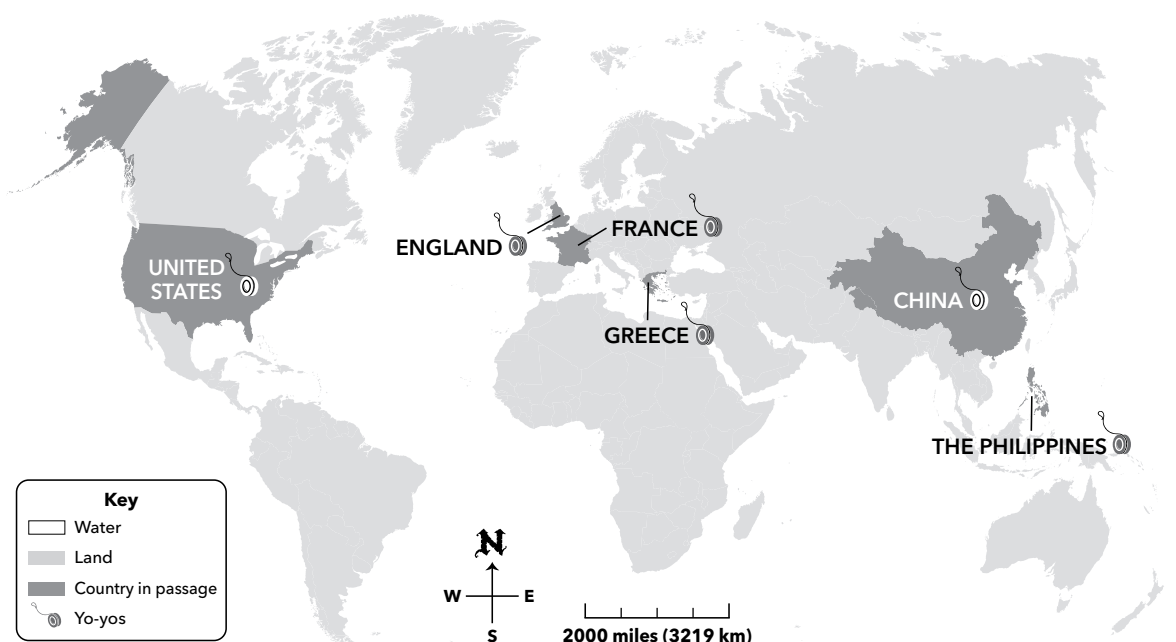 ENGLAND
FRANCE
UNITED
STATES
CHINA
GREECE
THE PHILIPPINES
Key
Water
Land
Country in passage
Yo-yos
N
W E
S
2000 miles (3219 km)